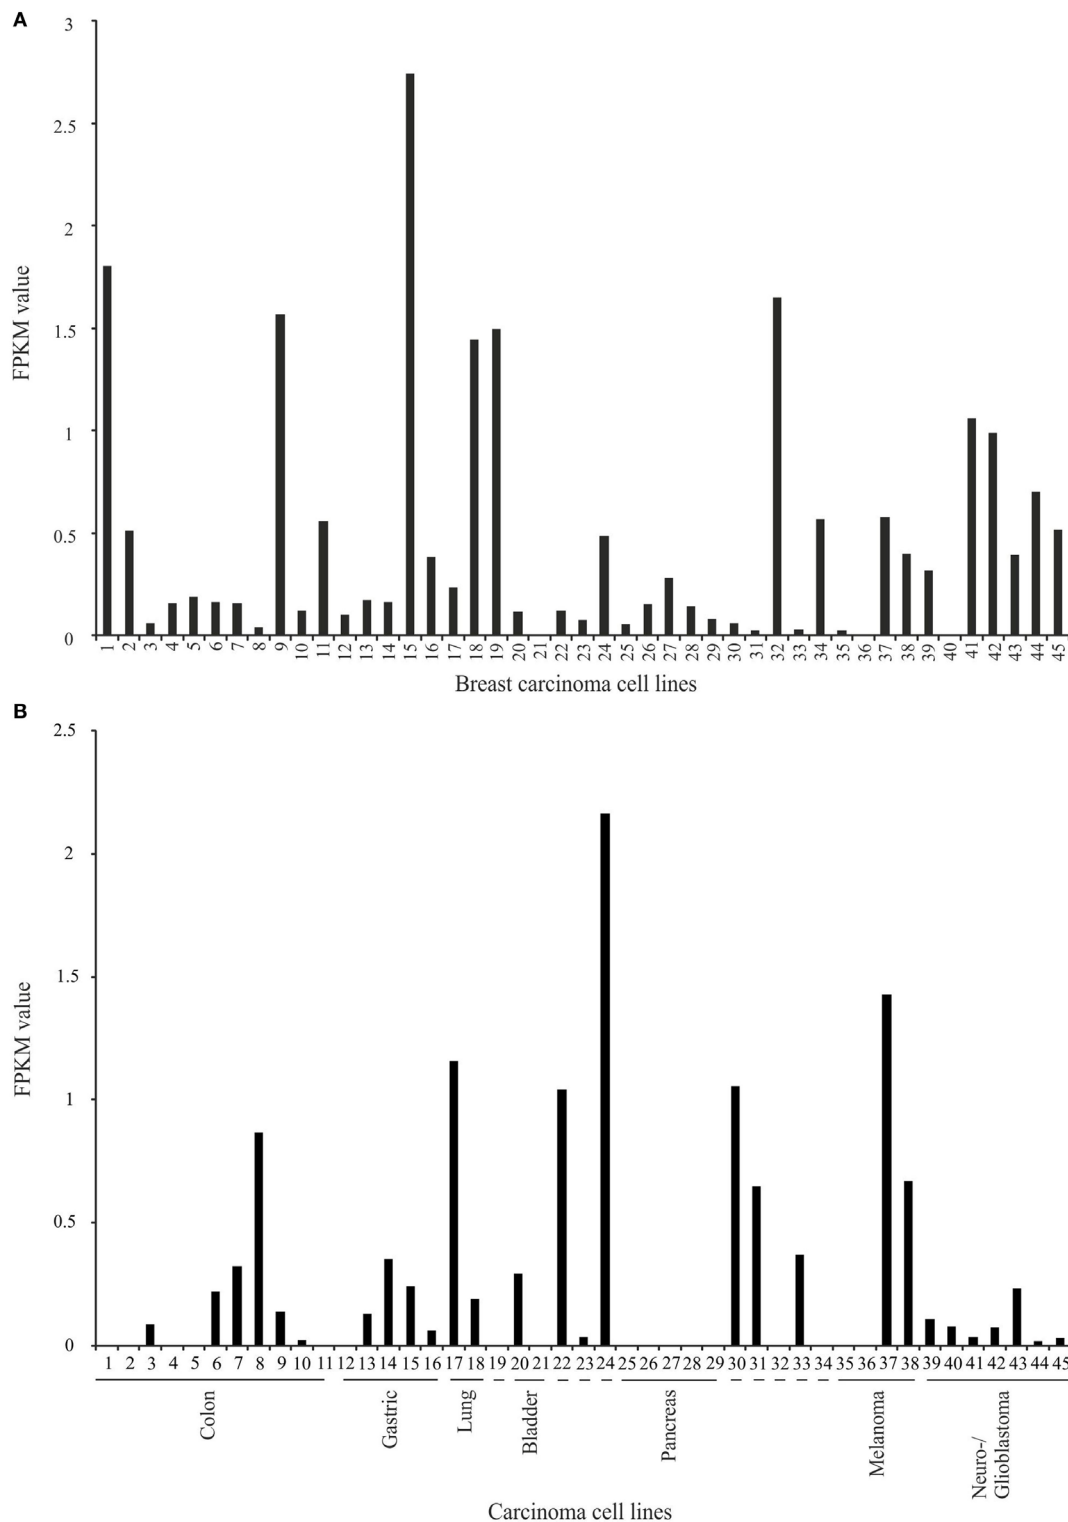 A
3
2.5
2
1.5
1
0.5
0
FPKM value
1 2 3 4 5 6 7 8 9 10 11 12 13 14 15 16 17 18 19 20 21 22 23 24 25 26 27 28 29 30 31 32 33 34 35 36 37 38 39 40 41 42 43 44 45
Breast carcinoma cell lines
B
2.5
2
1.5
1
0.5
0
FPKM value
1 2 3 4 5 6 7 8 9 10 11 12 13 14 15 16 17 18 19 20 21 22 23 24 25 26 27 28 29 30 31 32 33 34 35 36 37 38 39 40 41 42 43 44 45
Colon
Gastric
Lung
Bladder
Pancreas
Melanoma
Neuro-/
Glioblastoma
Carcinoma cell lines